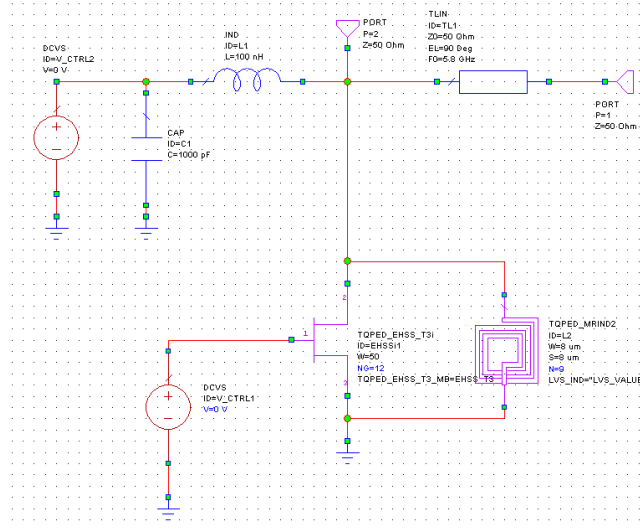 PORT
P=2
Z=50 Ohm
TLIN
ID=TL1
Z0=50 Ohm
EL=90 Deg
F0=5.8 GHz
IND
ID=L1
L=100 nH
DCVS
ID=V_CTRL2
V=0 V
PORT
P=1
Z=50 Ohm
CAP
ID=C1
C=1000 pF
2
1
3
TQPED_EHSS_T3i
ID=EHSSi1
W=50
NG=12
TQPED_EHSS_T3_MB=EHSS_T3
TQPED_MRIND2
ID=L2
W=8 um
S=8 um
N=9
LVS_IND="LVS_VALUE
DCVS
ID=V_CTRL1
V=0 V